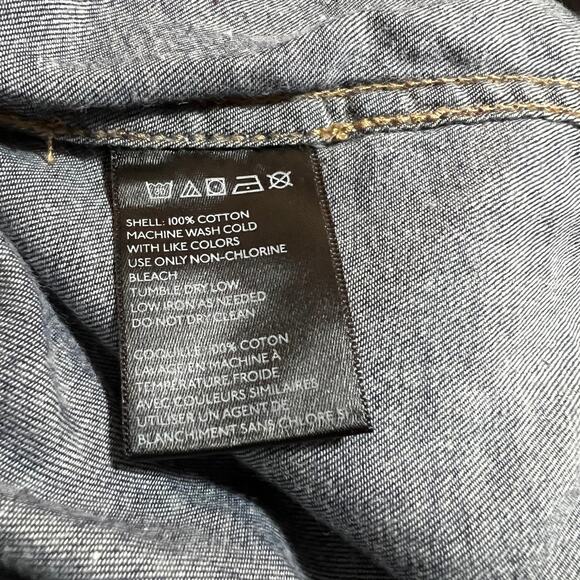 SHELL: 100% COTTON
MACHINE WASH COLD
WITH LIKE COLORS
USE ONLY NON-CHLORINE
BLEACH
TUMBLE DRY LOW
LOW IRON AS NEEDED
DO NOT DRY CLEAN
COQUILLE: 100% COTON
LAVAGE EN MACHINE À
TEMPÉRATURE FROIDE
AVEC COULEURS SIMILAIRES
UTILISER UN AGENT DE
BLANCHIMENT SANS CHLORE SI